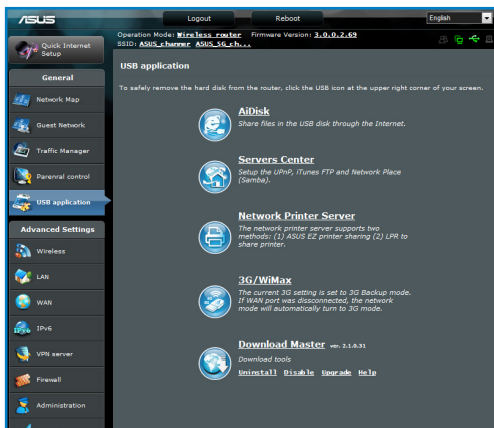 ASUS
Logout
Reboot
English
Quick Internet
Setup
Operation Mode: Wireless router Firmware Version: 3.0.0.2.69
SSID: ASUS_channer ASUS_5G_ch...
General
Network Map
Guest Network
Traffic Manager
Parenral control
USB application
Advanced Settings
Wireless
LAN
WAN
IPv6
VPN server
Firewall
Administration
USB application
To safely remove the hard disk from the router, click the USB icon at the upper right corner of your screen.
AiDisk
Share files in the USB disk through the Internet.
Servers Center
Setup the UPnP, iTunes FTP and Network Place
(Samba).
Network Printer Server
The network printer server supports two
methods: (1) ASUS EZ printer sharing (2) LPR to
share printer.
3G/WiMax
The current 3G setting is set to 3G Backup mode.
If WAN port was dissconnected, the network
mode will automatically turn to 3G mode.
Download Master ver. 2.1.0.31
Download tools
Uninstall Disable Upgrade Help